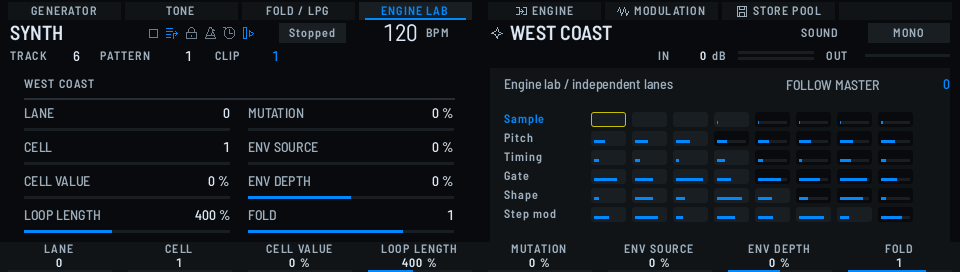 GENERATOR TONE FOLD / LPG ENGINE LAB ENGINE MODULATION STORE POOL
SYNTH Stopped 120 BPM WEST COAST SOUND MONO
TRACK 6 PATTERN 1 CLIP 1 IN 0 dB OUT
WEST COAST Engine lab / independent lanes FOLLOW MASTER 0
LANE 0 MUTATION 0 %
CELL 1 ENV SOURCE 0 %
CELL VALUE 0 % ENV DEPTH 0 %
LOOP LENGTH 400 % FOLD 1
Sample
Pitch
Timing
Gate
Shape
Step mod
LANE CELL CELL VALUE LOOP LENGTH MUTATION ENV SOURCE ENV DEPTH FOLD
0 1 0 % 400 % 0 % 0 % 0 % 1